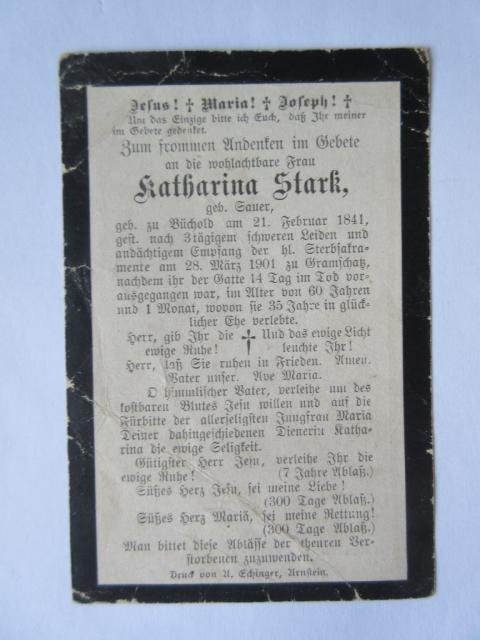 Jesus! † Maria! † Joseph! †
Um das Einzige bitte ich Euch, daß Ihr meiner
im Gebete gedenket.
Zum frommen Andenken im Gebete
an die wohlachtbare Frau
Katharina Stark,
geb. Sauer,
geb. zu Büchold am 21. Februar 1841,
gest. nach 3tägigem schweren Leiden und
andächtigem Empfang der hl. Sterbsakra-
mente am 28. März 1901 zu Gramschatz,
nachdem ihr der Gatte 14 Tag im Tod vor-
ausgegangen war, im Alter von 60 Jahren
und 1 Monat, wovon sie 35 Jahre in glück-
licher Ehe verlebte.
Herr, gib Ihr die † Und das ewige Licht
ewige Ruhe! leuchte Ihr!
Herr, laß Sie ruhen in Frieden. Amen.
Vater unser. Ave Maria.
O himmlischer Vater, verleihe um des
kostbaren Blutes Jesu willen und auf die
Fürbitte der allerseligsten Jungfrau Maria
Deiner dahingeschiedenen Dienerin Katha-
rina die ewige Seligkeit.
Gütigster Herr Jesu, verleihe Ihr die
ewige Ruhe! (7 Jahre Ablaß.)
Süßes Herz Jesu, sei meine Liebe!
(300 Tage Ablaß.)
Süßes Herz Mariä, sei meine Rettung!
(300 Tage Ablaß.)
Man bittet diese Ablässe der theuren Ver-
storbenen zuzuwenden.
Druck von A. Echinger, Arnstein.